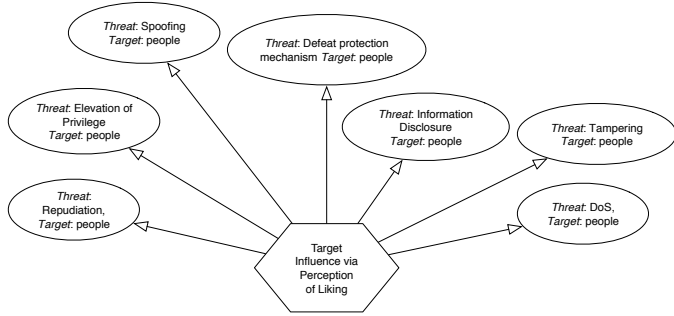 Threat: Spoofing
Target: people
Threat: Defeat protection
mechanism Target: people
Threat: Elevation of
Privilege
Target: people
Threat: Information
Disclosure
Target: people
Threat: Tampering
Target: people
Threat:
Repudiation,
Target: people
Threat: DoS,
Target: people
Target
Influence via
Perception
of Liking